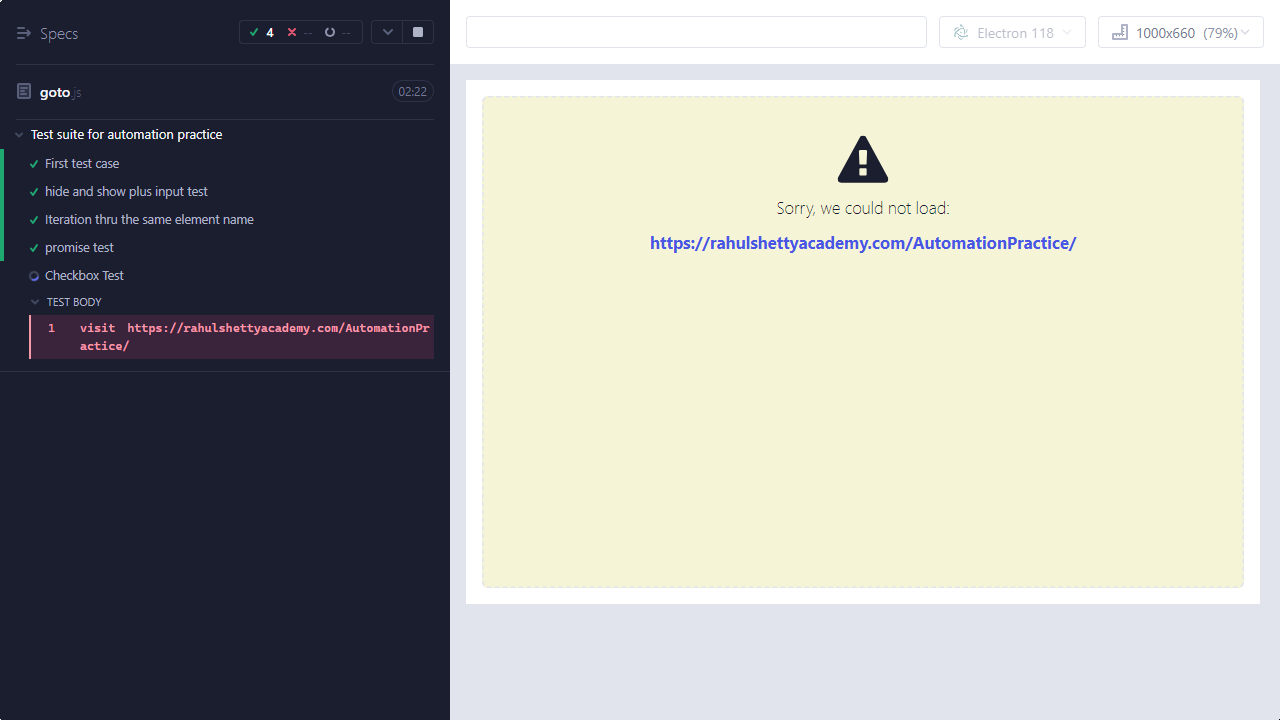 Specs
4 -- --
goto.js
02:22
Test suite for automation practice
First test case
hide and show plus input test
Iteration thru the same element name
promise test
Checkbox Test
TEST BODY
1 visit https://rahulshettyacademy.com/AutomationPr
actice/
Electron 118
1000x660 (79%)
Sorry, we could not load:
https://rahulshettyacademy.com/AutomationPractice/